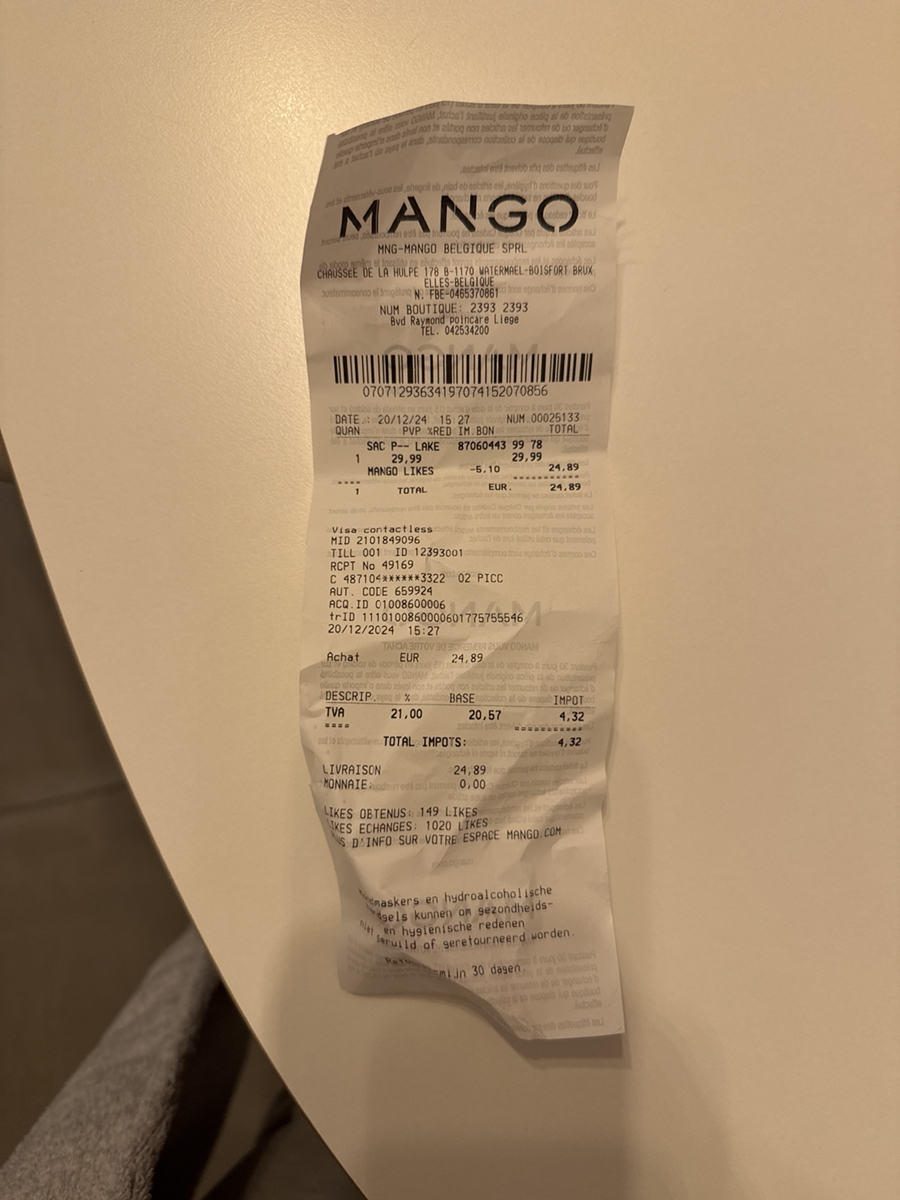 MANGO
MNG-MANGO BELGIQUE SPRL
CHAUSSEE DE LA HULPE 178 B-1170 WATERMAEL-BOISFORT BRUX
ELLES-BELGIQUE
N. FBE-0465370861
NUM BOUTIQUE: 2393 2393
Bvd Raymond poincare Liege
TEL. 042534200
07071293634197074152070856
DATE.: 20/12/24 15 27 NUM.00025133
QUAN PVP %RED IM.BON TOTAL
SAC P-- LAKE 87060443 99 78
1 29,99 29,99
MANGO LIKES -5,10 24,89
1 TOTAL EUR. 24,89
Visa contactless
MID 2101849096
TILL 001 ID 12393001
RCPT No 49169
C 487104******3322 02 PICC
AUT. CODE 659924
ACQ.ID 01008600006
trID 1110100860000601775755546
20/12/2024 15:27
Achat EUR 24,89
DESCRIP. % BASE IMPOT
TVA 21,00 20,57 4,32
TOTAL IMPOTS: 4,32
LIVRAISON 24,89
MONNAIE: 0,00
LIKES OBTENUS: 149 LIKES
LIKES ECHANGES: 1020 LIKES
D'INFO SUR VOTRE ESPACE MANGO.COM
en hydroalcoholische
kunnen om gezondheids-
en hygienische redenen
of geretourneerd worden.
30 dagen.